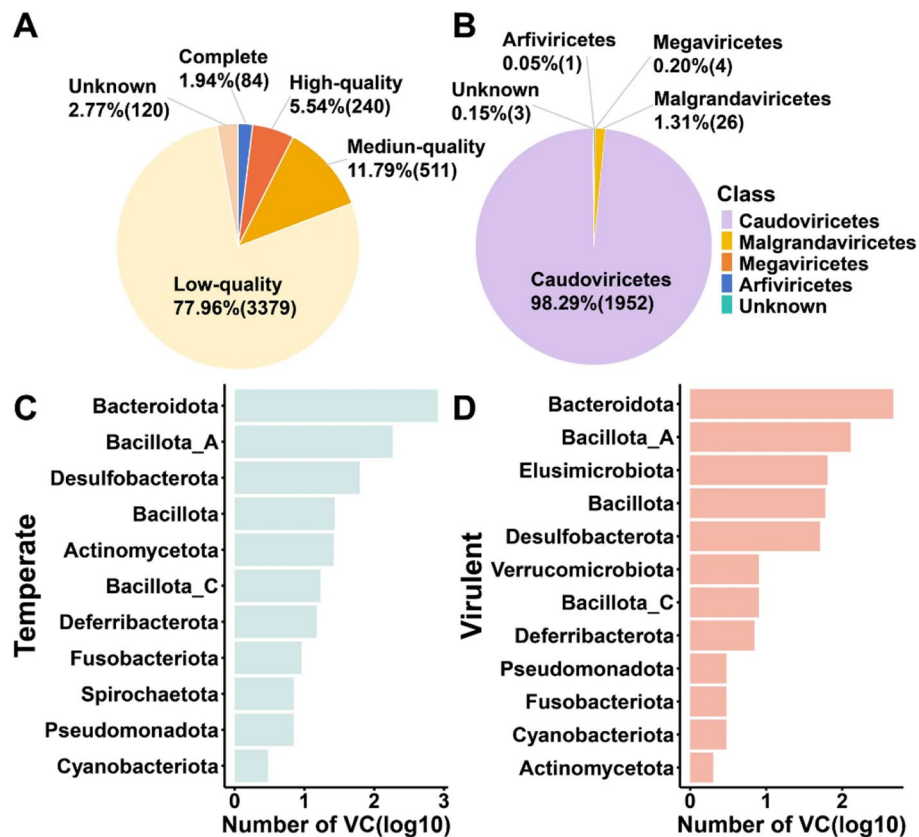 A
Complete
1.94%(84)
Unknown
2.77%(120)
High-quality
5.54%(240)
Mediun-quality
11.79%(511)
Low-quality
77.96%(3379)
B
Arfiviricetes
0.05%(1)
Megaviricetes
0.20%(4)
Unknown
0.15%(3)
Malgrandaviricetes
1.31%(26)
Caudoviricetes
98.29%(1952)
Class
Caudoviricetes
Malgrandaviricetes
Megaviricetes
Arfiviricetes
Unknown
C
Temperate
Bacteroidota
Bacillota_A
Desulfobacterota
Bacillota
Actinomycetota
Bacillota_C
Deferribacterota
Fusobacteriota
Spirochaetota
Pseudomonadota
Cyanobacteriota
0 1 2 3
Number of VC(log10)
D
Virulent
Bacteroidota
Bacillota_A
Elusimicrobiota
Bacillota
Desulfobacterota
Verrucomicrobiota
Bacillota_C
Deferribacterota
Pseudomonadota
Fusobacteriota
Cyanobacteriota
Actinomycetota
0 1 2
Number of VC(log10)